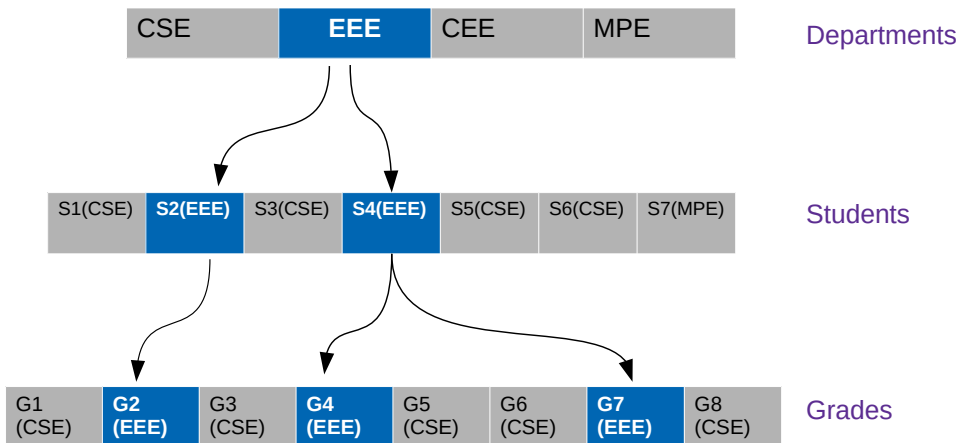 CSE EEE CEE MPE Departments
S1(CSE) S2(EEE) S3(CSE) S4(EEE) S5(CSE) S6(CSE) S7(MPE) Students
G1 G2 G3 G4 G5 G6 G7 G8
(CSE) (EEE) (CSE) (EEE) (CSE) (CSE) (EEE) (CSE)
Grades